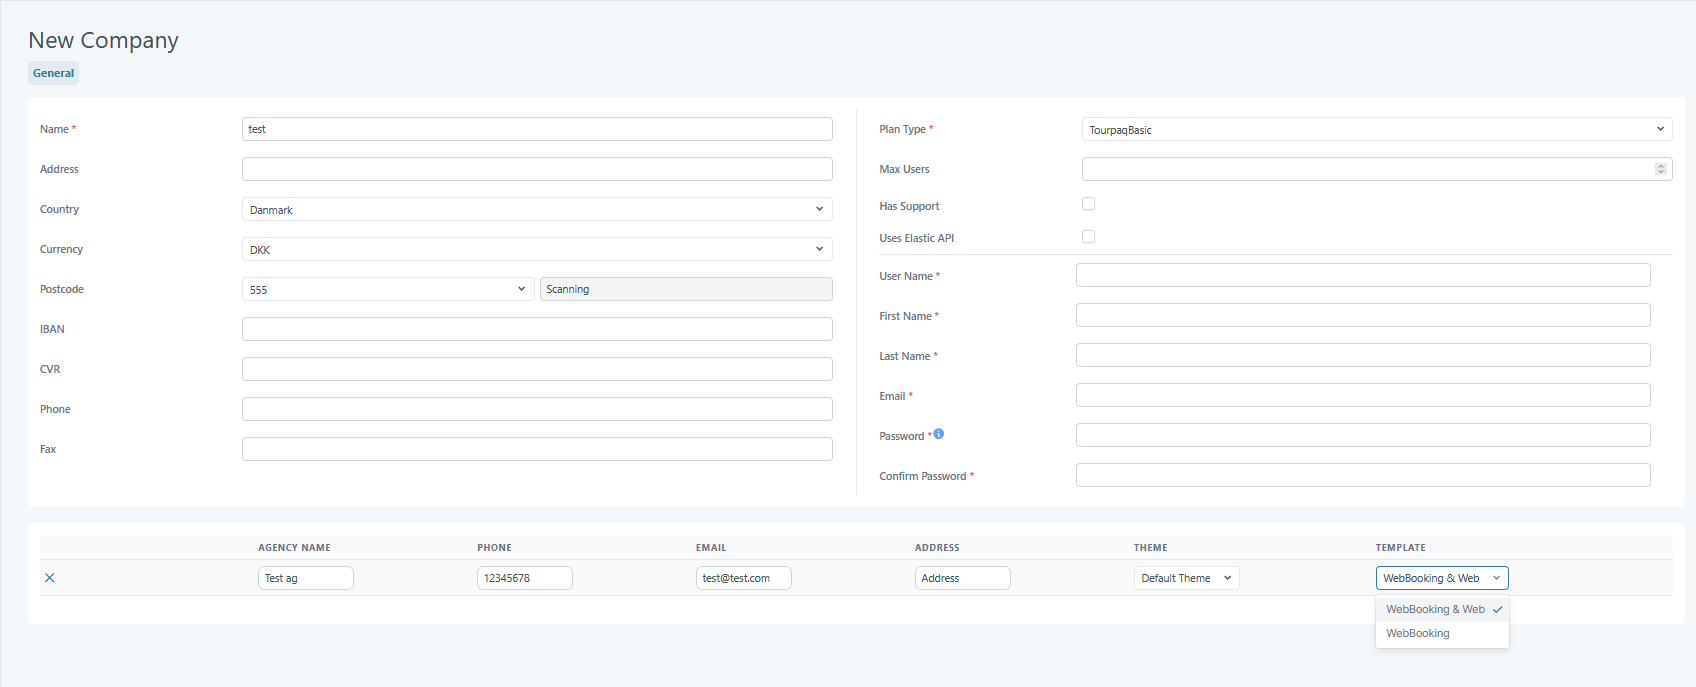 New Company
General
Name *
test
Address
Country
Danmark
Currency
DKK
Postcode
555
Scanning
IBAN
CVR
Phone
Fax
Plan Type *
TourpaqBasic
Max Users
Has Support
Uses Elastic API
User Name *
First Name *
Last Name *
Email *
Password *
Confirm Password *
AGENCY NAME PHONE EMAIL ADDRESS THEME TEMPLATE
Test ag 12345678 test@test.com Address Default Theme WebBooking & Web
WebBooking & Web
WebBooking